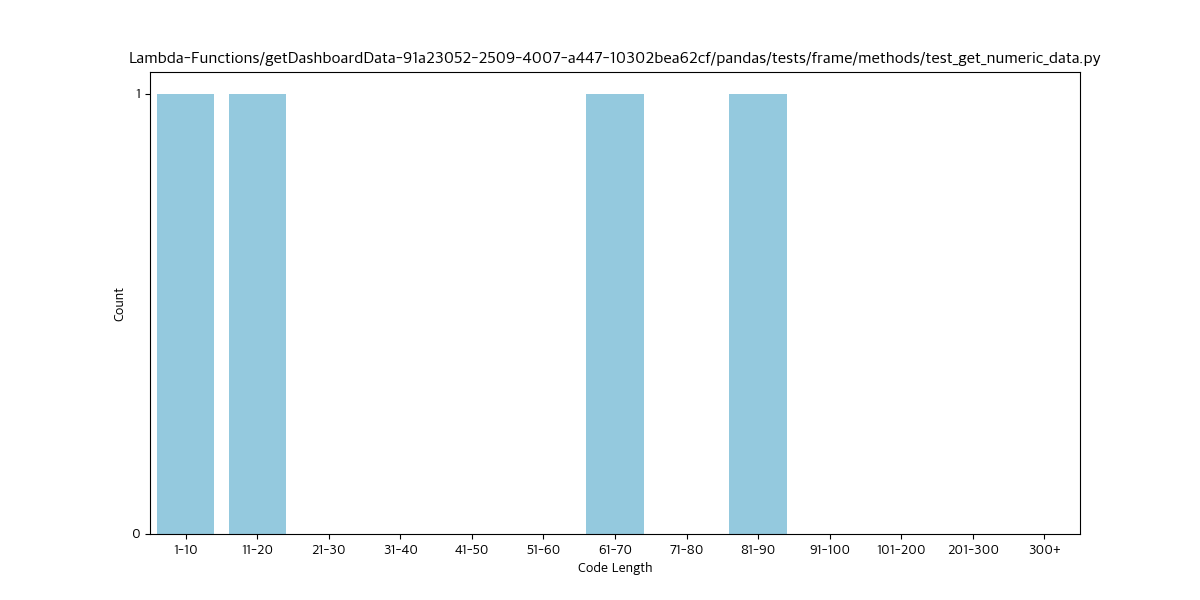 Lambda-Functions/getDashboardData-91a23052-2509-4007-a447-10302bea62cf/pandas/tests/frame/methods/test_get_numeric_data.py
1
Count
0
1-10 11-20 21-30 31-40 41-50 51-60 61-70 71-80 81-90 91-100 101-200 201-300 300+
Code Length